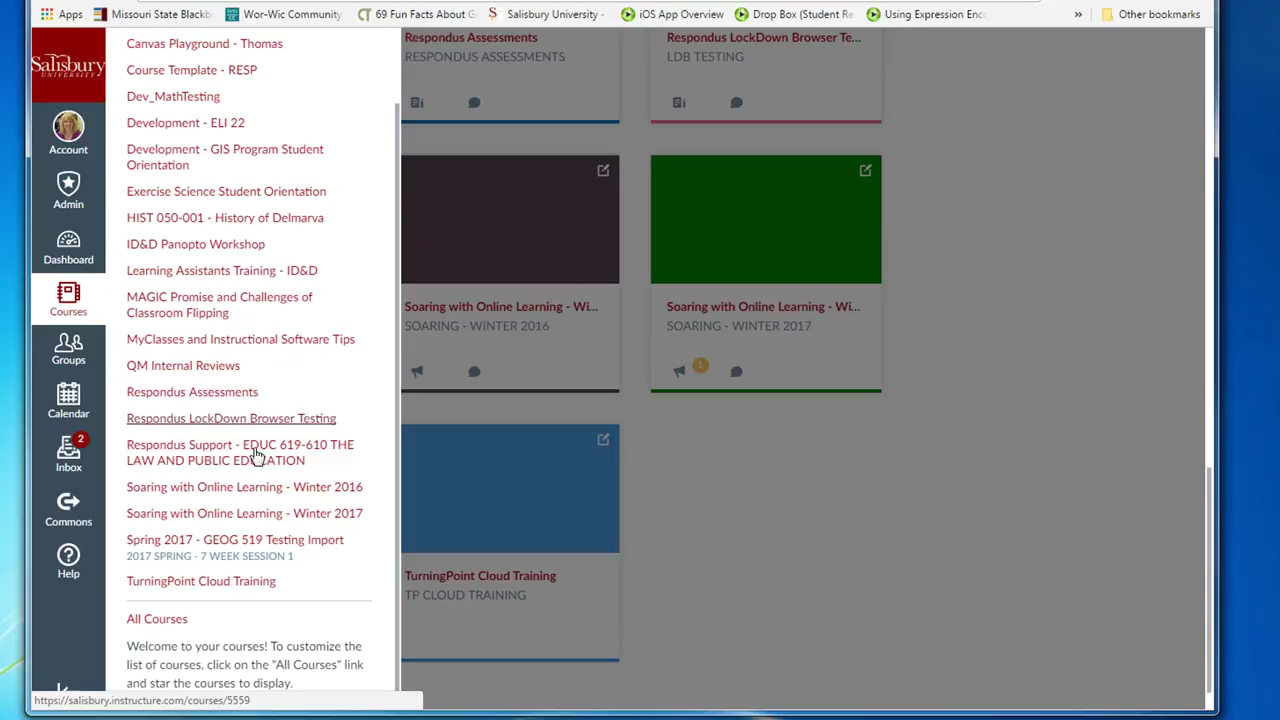 Apps
Missouri State Blackb
Wor-Wic Community
69 Fun Facts About G
Salisbury University -
iOS App Overview
Drop Box (Student Re
Using Expression Enc
»
Other bookmarks
Salisbury
UNIVERSITY
Account
Admin
Dashboard
Courses
Groups
Calendar
2
Inbox
Commons
Help
Canvas Playground - Thomas
Course Template - RESP
Dev_MathTesting
Development - ELI 22
Development - GIS Program Student
Orientation
Exercise Science Student Orientation
HIST 050-001 - History of Delmarva
ID&D Panopto Workshop
Learning Assistants Training - ID&D
MAGIC Promise and Challenges of
Classroom Flipping
MyClasses and Instructional Software Tips
QM Internal Reviews
Respondus Assessments
Respondus LockDown Browser Testing
Respondus Support - EDUC 619-610 THE
LAW AND PUBLIC EDUCATION
Soaring with Online Learning - Winter 2016
Soaring with Online Learning - Winter 2017
Spring 2017 - GEOG 519 Testing Import
2017 SPRING - 7 WEEK SESSION 1
TurningPoint Cloud Training
All Courses
Welcome to your courses! To customize the
list of courses, click on the "All Courses" link
and star the courses to display.
Respondus Assessments
RESPONDUS ASSESSMENTS
Respondus LockDown Browser Te...
LDB TESTING
Soaring with Online Learning - Wi...
SOARING - WINTER 2016
Soaring with Online Learning - Wi...
SOARING - WINTER 2017
1
TurningPoint Cloud Training
TP CLOUD TRAINING
https://salisbury.instructure.com/courses/5559